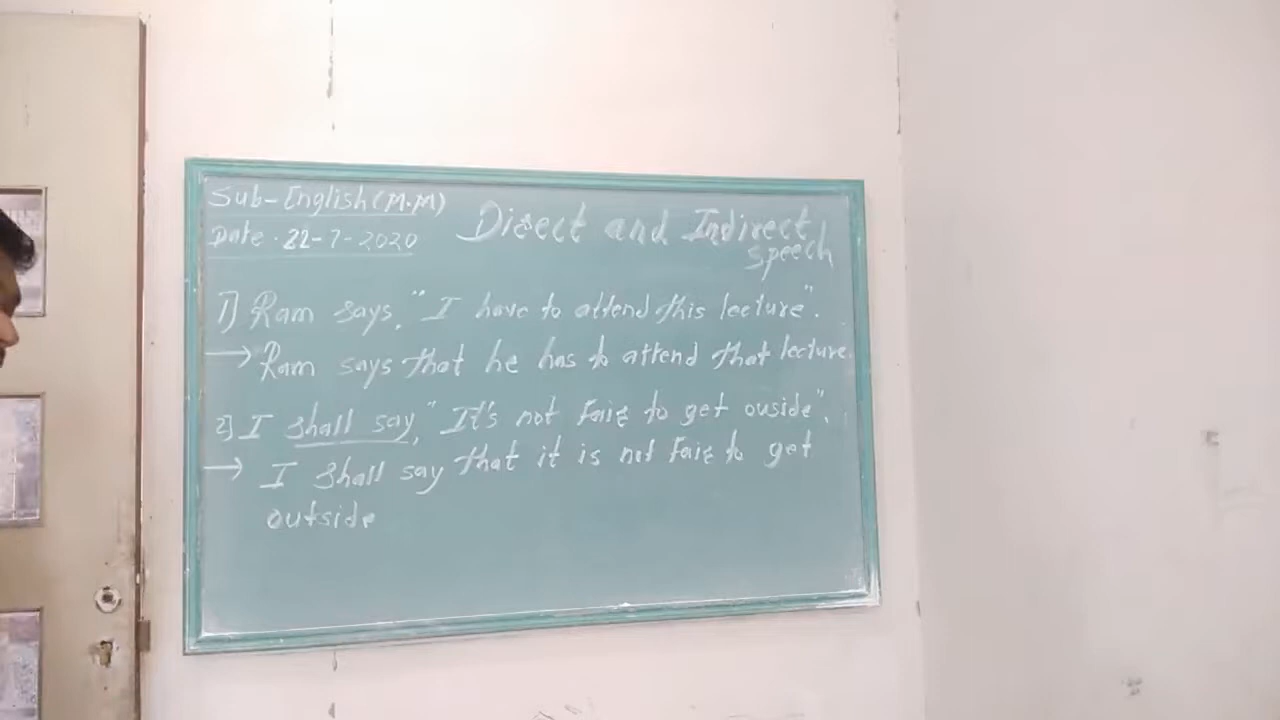 Sub-English(M.M)
Date. 22-7-2020
Direct and Indirect
speech
1) Ram says, "I have to attend this lecture".
→ Ram says that he has to attend that lecture.
2) I shall say, "It's not fair to get ouside".
→ I shall say that it is not fair to get
outside